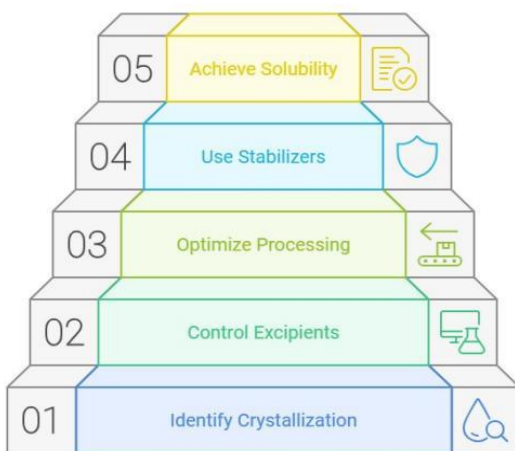 05 Achieve Solubility
04 Use Stabilizers
03 Optimize Processing
02 Control Excipients
01 Identify Crystallization